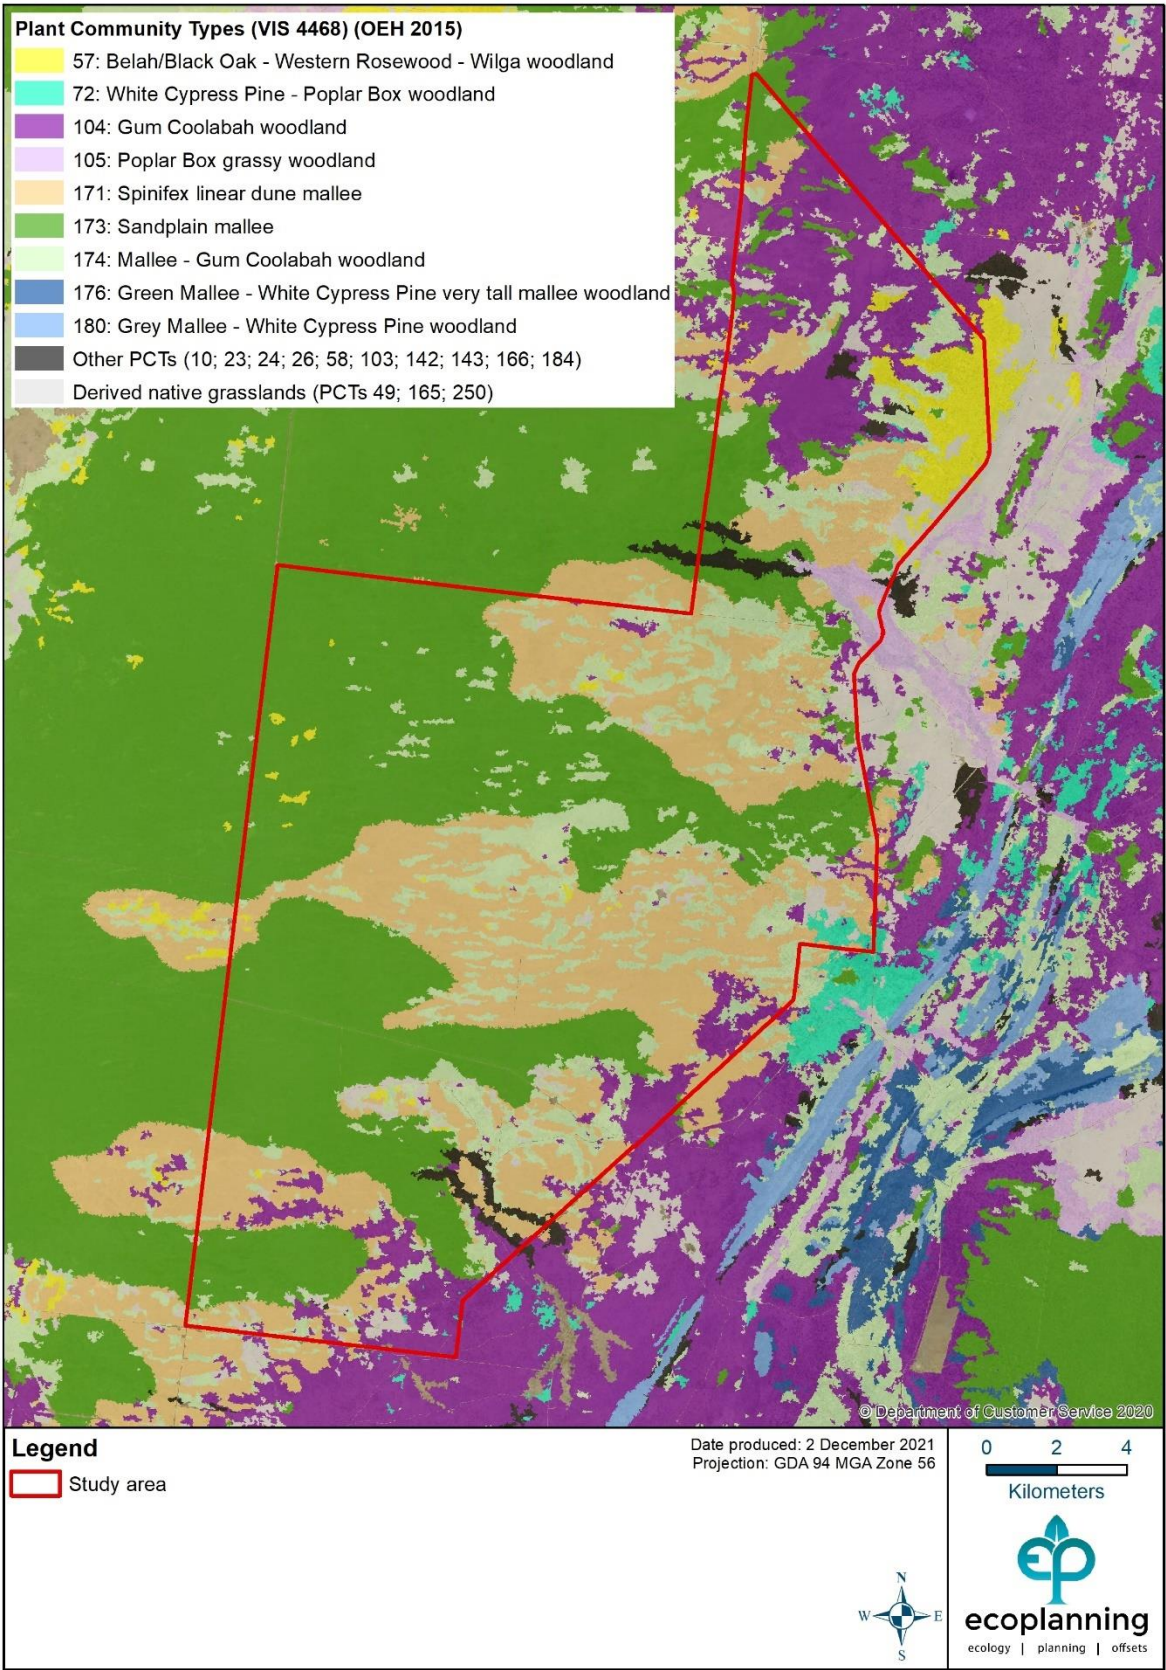 Plant Community Types (VIS 4468) (OEH 2015)
57: Belah/Black Oak - Western Rosewood - Wilga woodland
72: White Cypress Pine - Poplar Box woodland
104: Gum Coolabah woodland
105: Poplar Box grassy woodland
171: Spinifex linear dune mallee
173: Sandplain mallee
174: Mallee - Gum Coolabah woodland
176: Green Mallee - White Cypress Pine very tall mallee woodland
180: Grey Mallee - White Cypress Pine woodland
Other PCTs (10; 23; 24; 26; 58; 103; 142; 143; 166; 184)
Derived native grasslands (PCTs 49; 165; 250)
© Department of Customer Service 2020
Legend
Study area
Date produced: 2 December 2021
Projection: GDA 94 MGA Zone 56
N
W E
S
0 2 4
Kilometers
ep
ecoplanning
ecology | planning | offsets